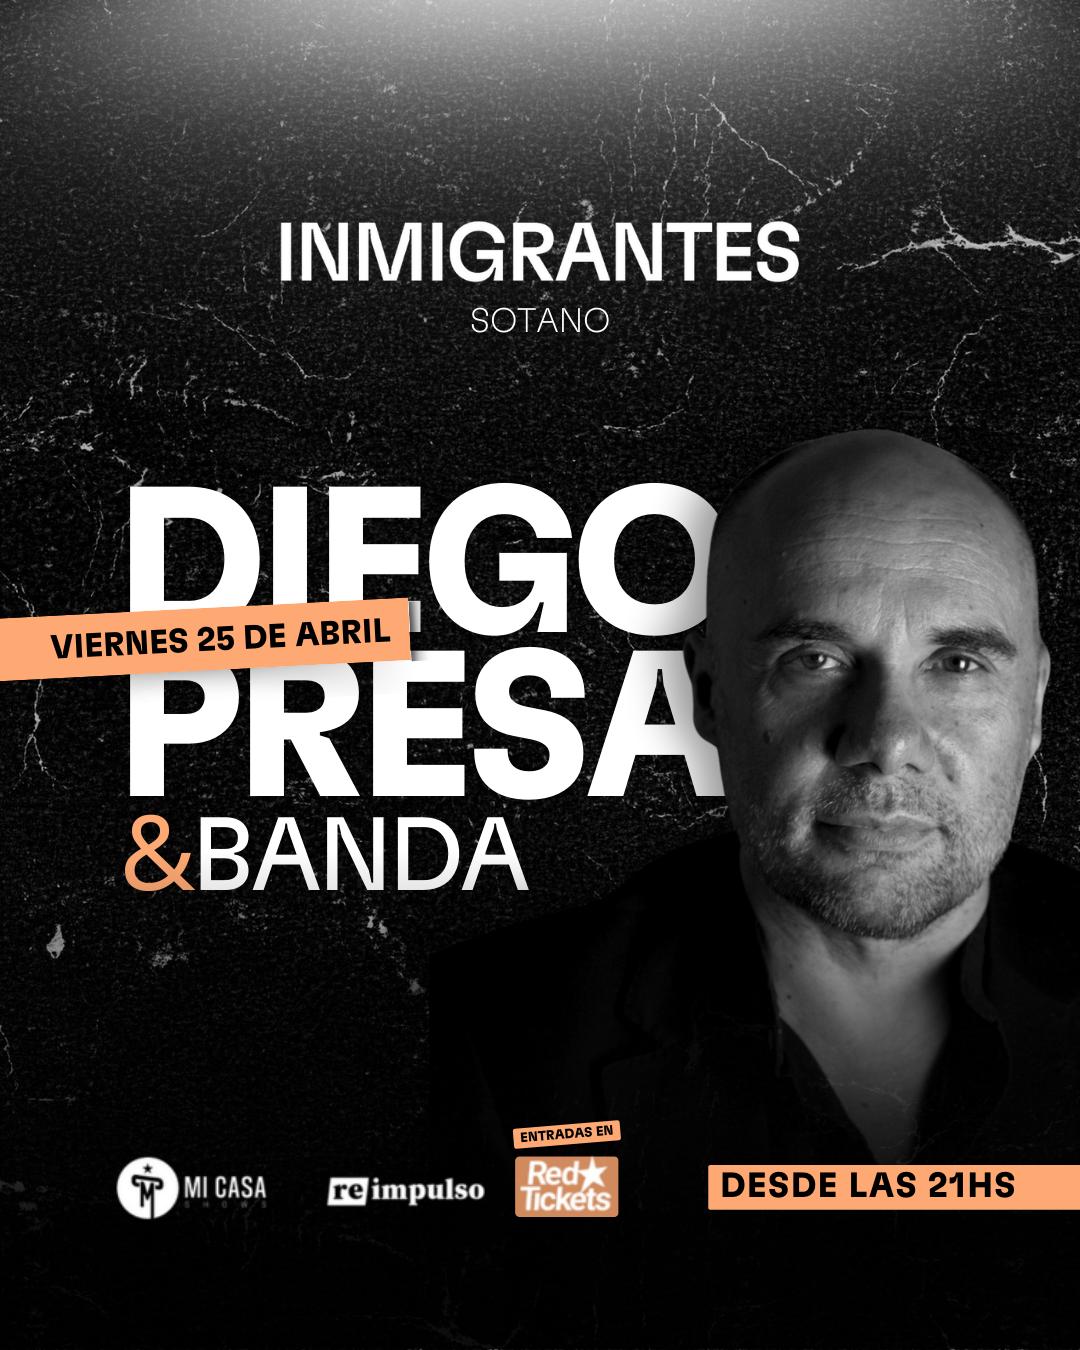 INMIGRANTES
SOTANO
DIEGO
VIERNES 25 DE ABRIL
PRESA
&BANDA
ENTRADAS EN
MI CASA
SHOWS
reimpulso
Red
Tickets
DESDE LAS 21HS